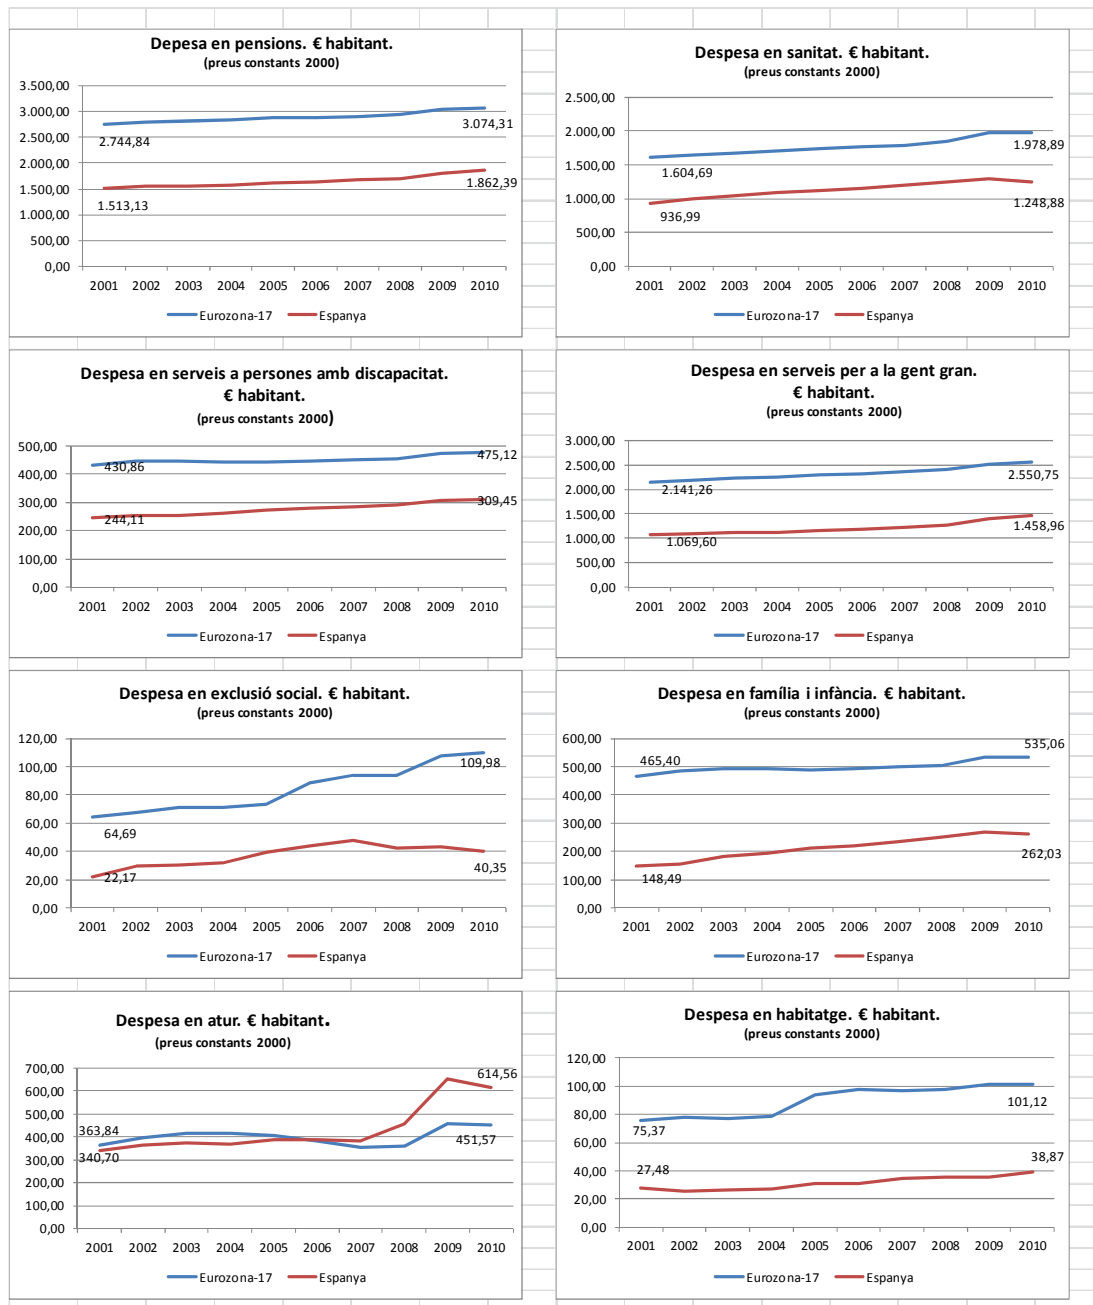 Depesa en pensions. € habitant.
(preus constants 2000)
3.500,00
3.000,00
2.500,00
2.000,00
1.500,00
1.000,00
500,00
0,00
2.744,84
3.074,31
1.513,13
1.862,39
2001 2002 2003 2004 2005 2006 2007 2008 2009 2010
Eurozona-17 Espanya
Despesa en sanitat. € habitant.
(preus constants 2000)
2.500,00
2.000,00
1.500,00
1.000,00
500,00
0,00
1.604,69
1.978,89
936,99
1.248,88
2001 2002 2003 2004 2005 2006 2007 2008 2009 2010
Eurozona-17 Espanya
Despesa en serveis a persones amb discapacitat.
€ habitant.
(preus constants 2000)
500,00
400,00
300,00
200,00
100,00
0,00
430,86
475,12
244,11
309,45
2001 2002 2003 2004 2005 2006 2007 2008 2009 2010
Eurozona-17 Espanya
Despesa en serveis per a la gent gran.
€ habitant.
(preus constants 2000)
3.000,00
2.500,00
2.000,00
1.500,00
1.000,00
500,00
0,00
2.141,26
2.550,75
1.069,60
1.458,96
2001 2002 2003 2004 2005 2006 2007 2008 2009 2010
Eurozona-17 Espanya
Despesa en exclusió social. € habitant.
(preus constants 2000)
120,00
100,00
80,00
60,00
40,00
20,00
0,00
109,98
64,69
22,17
40,35
2001 2002 2003 2004 2005 2006 2007 2008 2009 2010
Eurozona-17 Espanya
Despesa en família i infància. € habitant.
(preus constants 2000)
600,00
500,00
400,00
300,00
200,00
100,00
0,00
465,40
535,06
148,49
262,03
2001 2002 2003 2004 2005 2006 2007 2008 2009 2010
Eurozona-17 Espanya
Despesa en atur. € habitant.
(preus constants 2000)
700,00
600,00
500,00
400,00
300,00
200,00
100,00
0,00
363,84
340,70
614,56
451,57
2001 2002 2003 2004 2005 2006 2007 2008 2009 2010
Eurozona-17 Espanya
Despesa en habitatge. € habitant.
(preus constants 2000)
120,00
100,00
80,00
60,00
40,00
20,00
0,00
75,37
101,12
27,48
38,87
2001 2002 2003 2004 2005 2006 2007 2008 2009 2010
Eurozona-17 Espanya